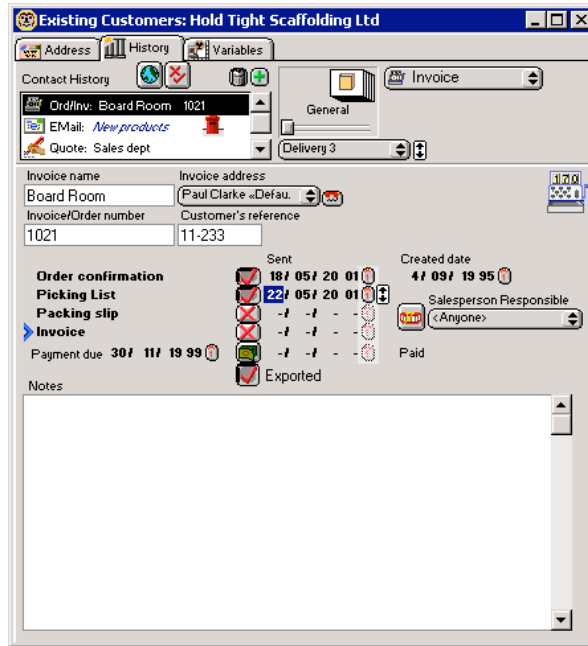 Existing Customers: Hold Tight Scaffolding Ltd
Address History Variables
Contact History
Invoice
Ord/Inv: Board Room 1021
EMail: New products
Quote: Sales dept
General
Delivery 3
Invoice name Invoice address
Board Room Paul Clarke «Defau.
170
Invoice/Order number Customer's reference
1021 11-233
Sent Created date
Order confirmation 18/ 05/ 20 01 4/ 09/ 19 95
Picking List 22/ 05/ 20 01
Salesperson Responsible
Packing slip -/ -/ - -
<Anyone>
Invoice -/ -/ - -
Payment due 30/ 11/ 19 99 -/ -/ - - Paid
Exported
Notes